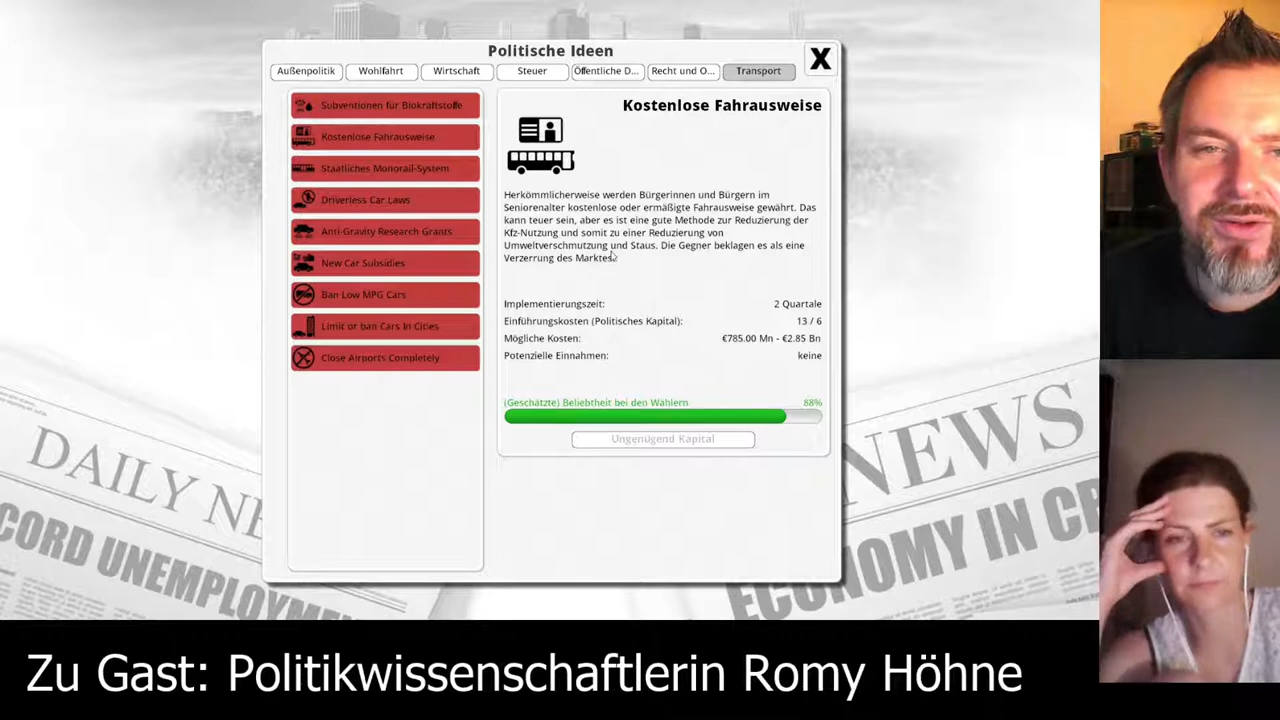 Politische Ideen
X
Außenpolitik
Wohlfahrt
Wirtschaft
Steuer
Öffentliche D...
Recht und O...
Transport
Subventionen für Biokraftstoffe
Kostenlose Fahrausweise
Staatliches Monorail-System
Driverless Car Laws
Anti-Gravity Research Grants
New Car Subsidies
Ban Low MPG Cars
Limit or ban Cars In Cities
Close Airports Completely
Kostenlose Fahrausweise
Herkömmlicherweise werden Bürgerinnen und Bürgern im
Seniorenalter kostenlose oder ermäßigte Fahrausweise gewährt. Das
kann teuer sein, aber es ist eine gute Methode zur Reduzierung der
Kfz-Nutzung und somit zu einer Reduzierung von
Umweltverschmutzung und Staus. Die Gegner beklagen es als eine
Verzerrung des Marktes.
Implementierungszeit: 2 Quartale
Einführungskosten (Politisches Kapital): 13 / 6
Mögliche Kosten: €785.00 Mn - €2.85 Bn
Potenzielle Einnahmen: keine
(Geschätzte) Beliebtheit bei den Wählern 88%
Ungenügend Kapital
DAILY NE
CORD UNEMPLOYM
NEWS
ECONOMY IN CR
Zu Gast: Politikwissenschaftlerin Romy Höhne